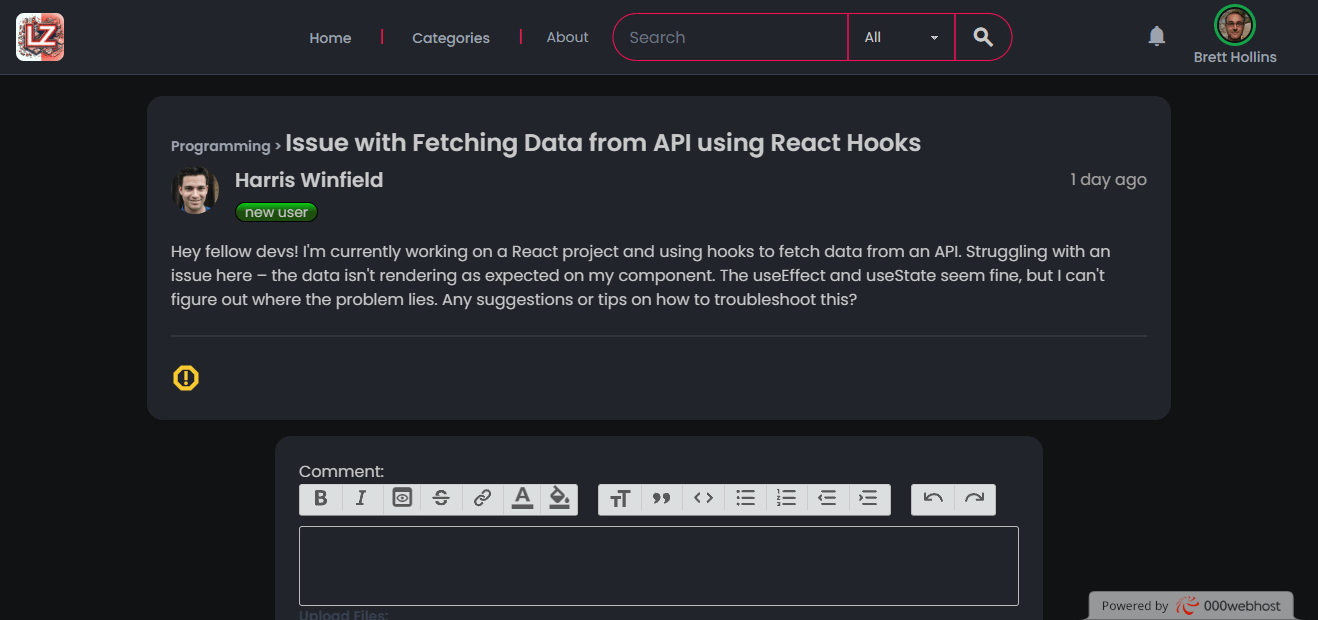 LZ
Home
Categories
About
Search
All
Brett Hollins
Programming > Issue with Fetching Data from API using React Hooks
Harris Winfield
1 day ago
new user
Hey fellow devs! I'm currently working on a React project and using hooks to fetch data from an API. Struggling with an
issue here – the data isn't rendering as expected on my component. The useEffect and useState seem fine, but I can't
figure out where the problem lies. Any suggestions or tips on how to troubleshoot this?
Comment:
Upload Files:
Powered by 000webhost